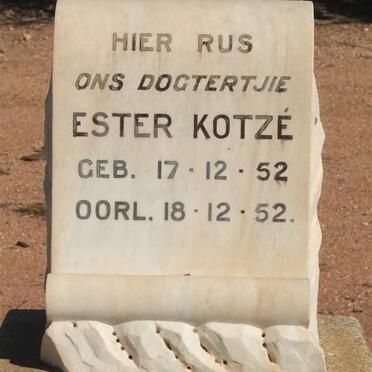 HIER RUS
ONS DOGTERTJIE
ESTER KOTZÉ
GEB. 17 · 12 · 52
OORL. 18 · 12 · 52.